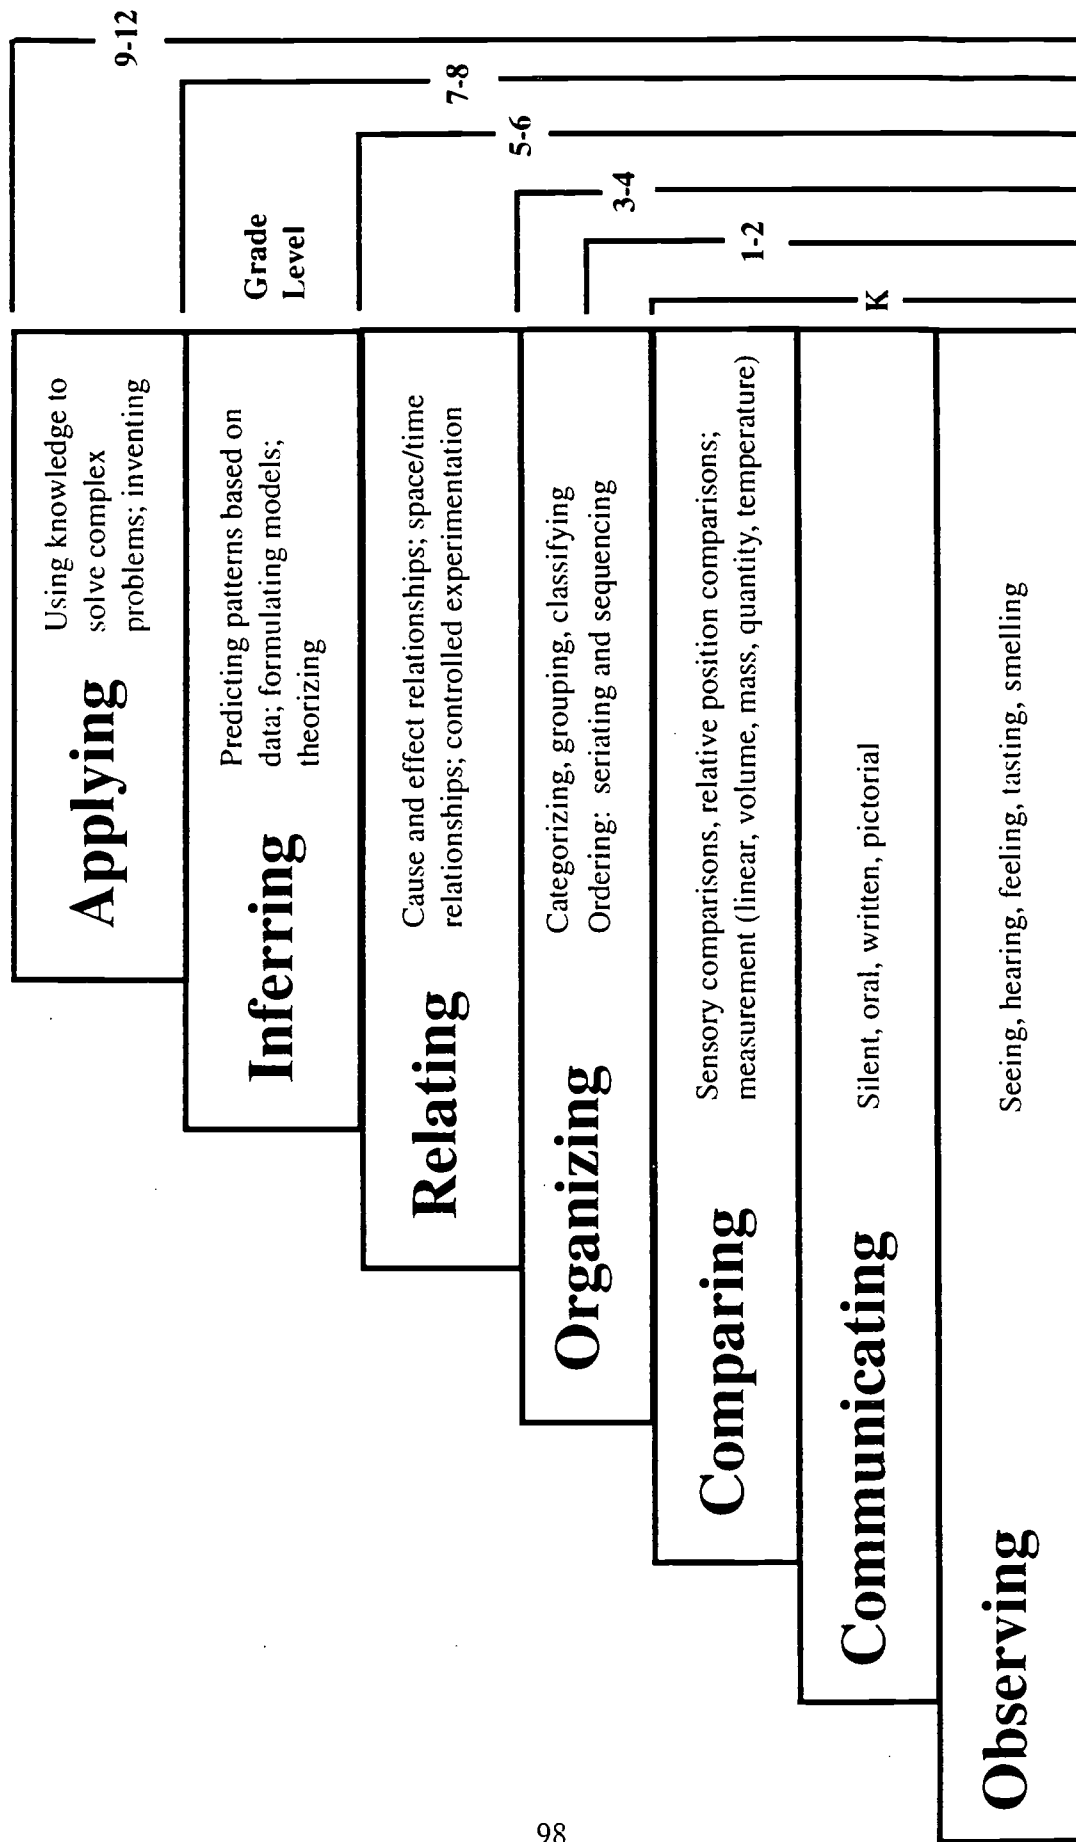 Applying
Using knowledge to
solve complex
problems; inventing
9-12
Inferring
Predicting patterns based on
data; formulating models;
theorizing
Grade
Level
7-8
Relating
Cause and effect relationships; space/time
relationships; controlled experimentation
5-6
Organizing
Categorizing, grouping, classifying
Ordering: seriating and sequencing
3-4
1-2
Comparing
Sensory comparisons, relative position comparisons;
measurement (linear, volume, mass, quantity, temperature)
K
Communicating
Silent, oral, written, pictorial
Observing
Seeing, hearing, feeling, tasting, smelling
98